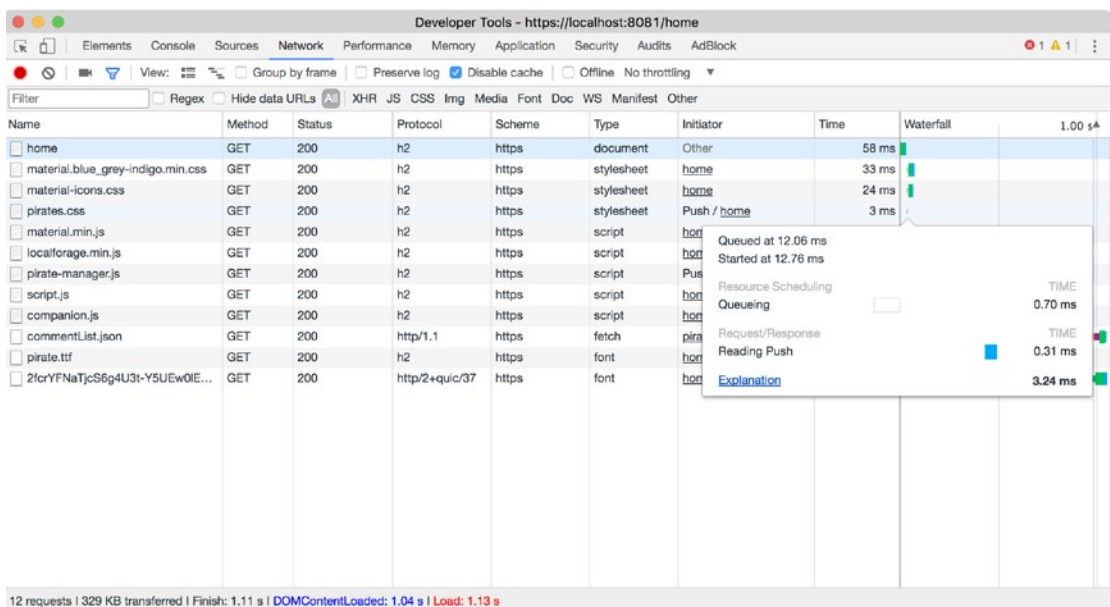 Developer Tools - https://localhost:8081/home
Elements Console Sources Network Performance Memory Application Security Audits AdBlock 1 1
View: Group by frame Preserve log Disable cache Offline No throttling
Filter Regex Hide data URLs All XHR JS CSS Img Media Font Doc WS Manifest Other
Name Method Status Protocol Scheme Type Initiator Time Waterfall 1.00 s
home GET 200 h2 https document Other 58 ms
material.blue_grey-indigo.min.css GET 200 h2 https stylesheet home 33 ms
material-icons.css GET 200 h2 https stylesheet home 24 ms
pirates.css GET 200 h2 https stylesheet Push / home 3 ms
material.min.js GET 200 h2 https script hom
localforage.min.js GET 200 h2 https script hom
pirate-manager.js GET 200 h2 https script Pus
script.js GET 200 h2 https script hom
companion.js GET 200 h2 https script hom
commentList.json GET 200 http/1.1 https fetch pira
pirate.ttf GET 200 h2 https font hom
2fcrYFNaTjcS6g4U3t-Y5UEw0lE... GET 200 http/2+quic/37 https font hom
Queued at 12.06 ms
Started at 12.76 ms
Resource Scheduling TIME
Queueing 0.70 ms
Request/Response TIME
Reading Push 0.31 ms
Explanation 3.24 ms
12 requests | 329 KB transferred | Finish: 1.11 s | DOMContentLoaded: 1.04 s | Load: 1.13 s